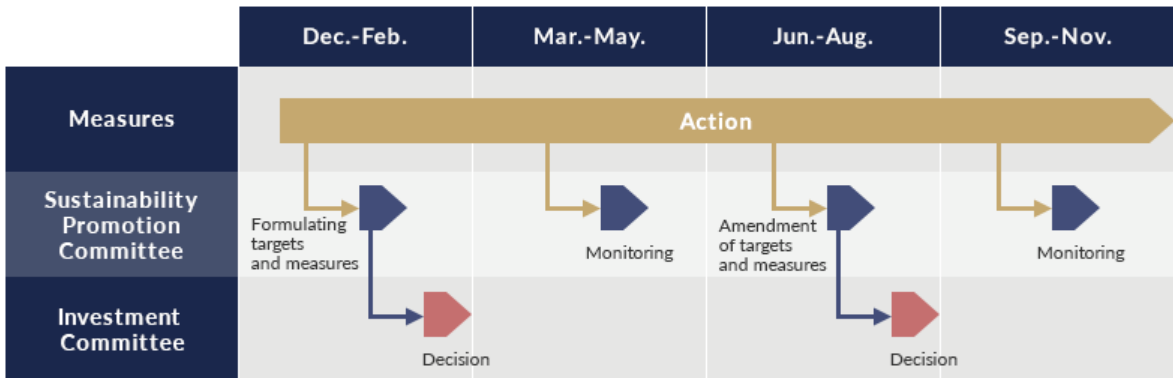 Dec.-Feb.
Mar.-May.
Jun.-Aug.
Sep.-Nov.
Measures
Action
Sustainability
Promotion
Committee
Formulating
targets
and measures
Monitoring
Amendment
of targets
and measures
Monitoring
Investment
Committee
Decision
Decision